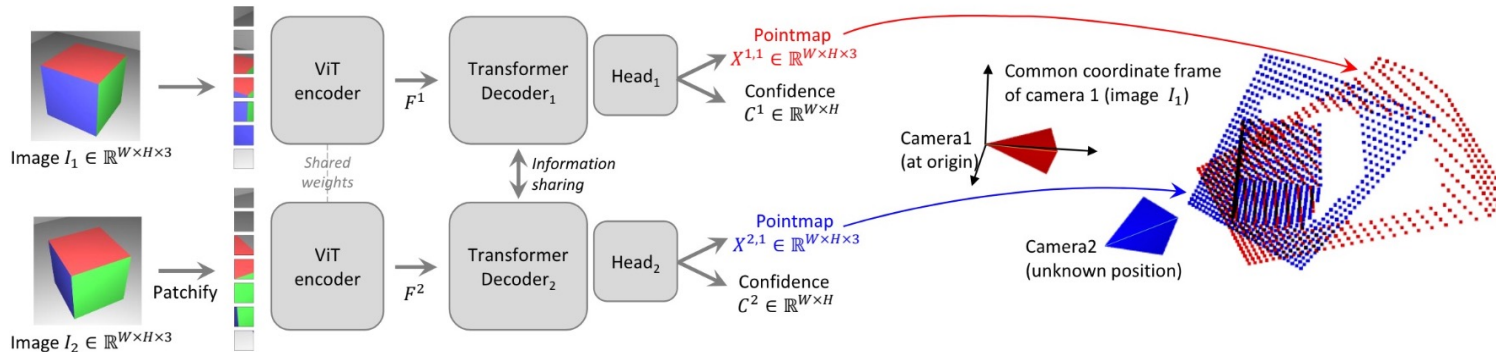 Image I₁ ∈ ℝ^{W×H×3}
ViT
encoder
F¹
Transformer
Decoder₁
Head₁
Pointmap
X^{1,1} ∈ ℝ^{W×H×3}
Confidence
C¹ ∈ ℝ^{W×H}
Shared
weights
Information
sharing
Image I₂ ∈ ℝ^{W×H×3}
Patchify
ViT
encoder
F²
Transformer
Decoder₂
Head₂
Pointmap
X^{2,1} ∈ ℝ^{W×H×3}
Confidence
C² ∈ ℝ^{W×H}
Common coordinate frame
of camera 1 (image I₁)
Camera1
(at origin)
Camera2
(unknown position)